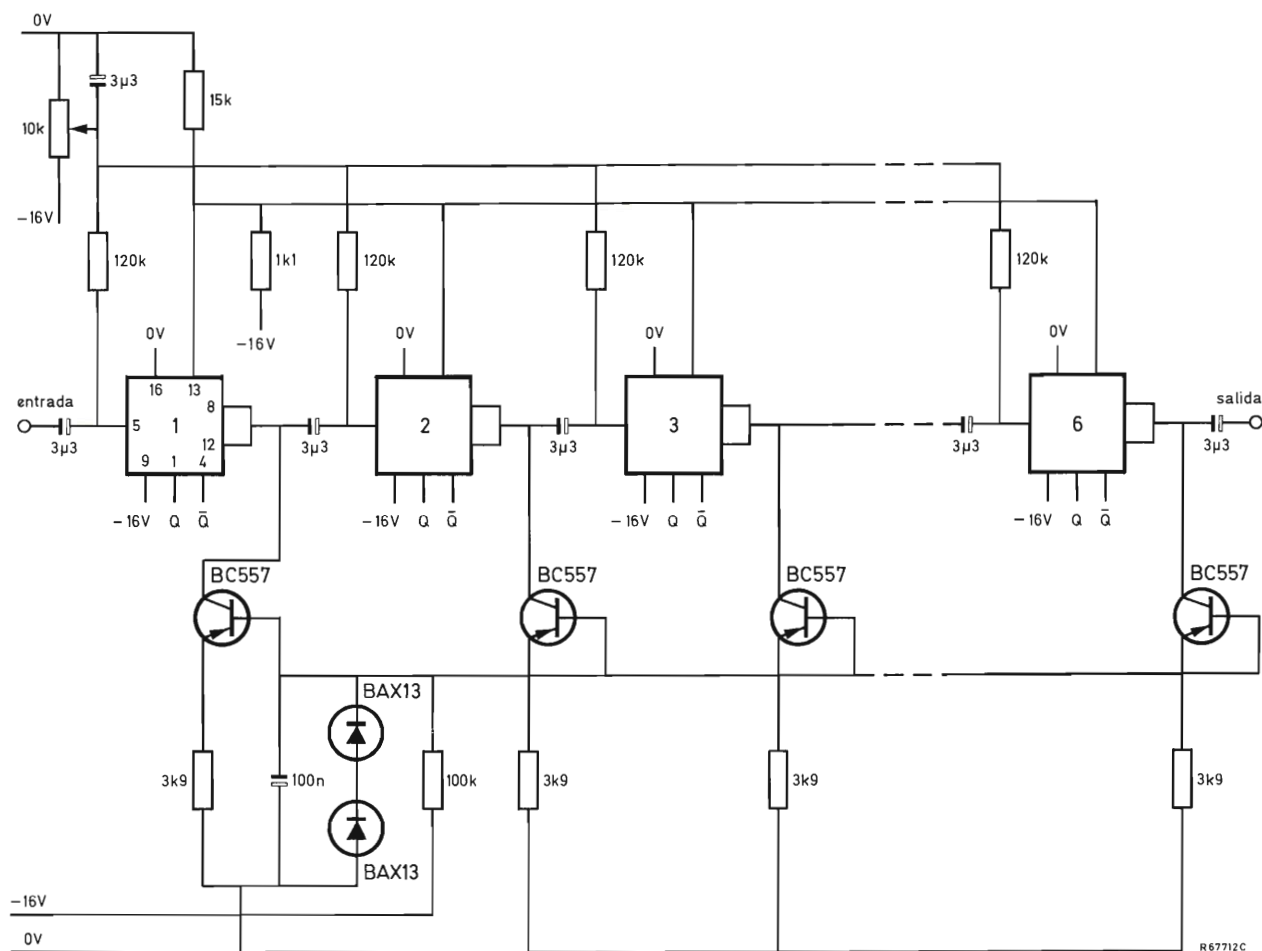 0V
3µ3
15k
10k
-16V
120k
1k1
120k
120k
120k
-16V
0V
0V
0V
entrada
16 13
8
5
1
12
9 1 4
3µ3
3µ3
2
3µ3
3
3µ3
6
salida
3µ3
-16V Q Q̄
-16V Q Q̄
-16V Q Q̄
-16V Q Q̄
BC557
BC557
BC557
BC557
BAX13
3k9
100n
100k
3k9
3k9
3k9
BAX13
-16V
0V
R67712C